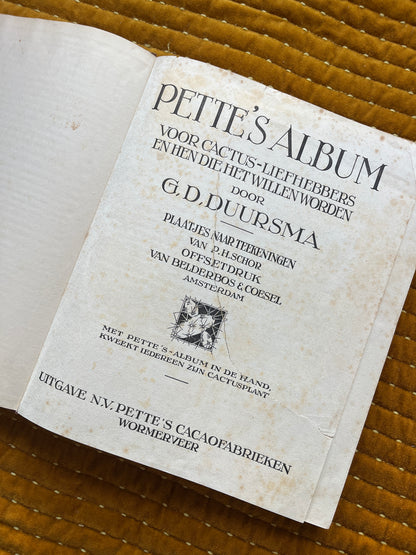 PETTE'S ALBUM
VOOR CACTUS-LIEFHEBBERS
EN HEN DIE HET WILLEN WORDEN
DOOR
G.D. DUURSMA
PLAATJES NAAR TEEKENINGEN
VAN P.H. SCHOR
OFFSETDRUK
VAN BELDERBOS & COESEL
AMSTERDAM
MET PETTE'S-ALBUM IN DE HAND,
KWEEKT IEDEREEN ZIJN CACTUSPLANT
UITGAVE N.V. PETTE'S CACAOFABRIEKEN
WORMERVEER